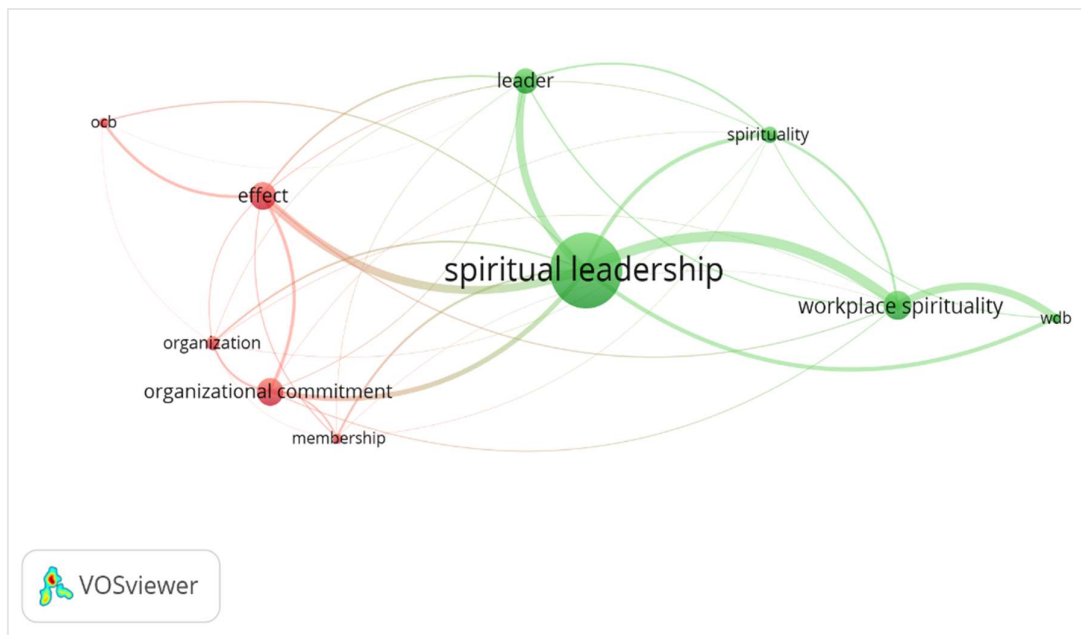 leader
ocb
spirituality
effect
spiritual leadership
workplace spirituality
wdb
organization
organizational commitment
membership
VOSviewer